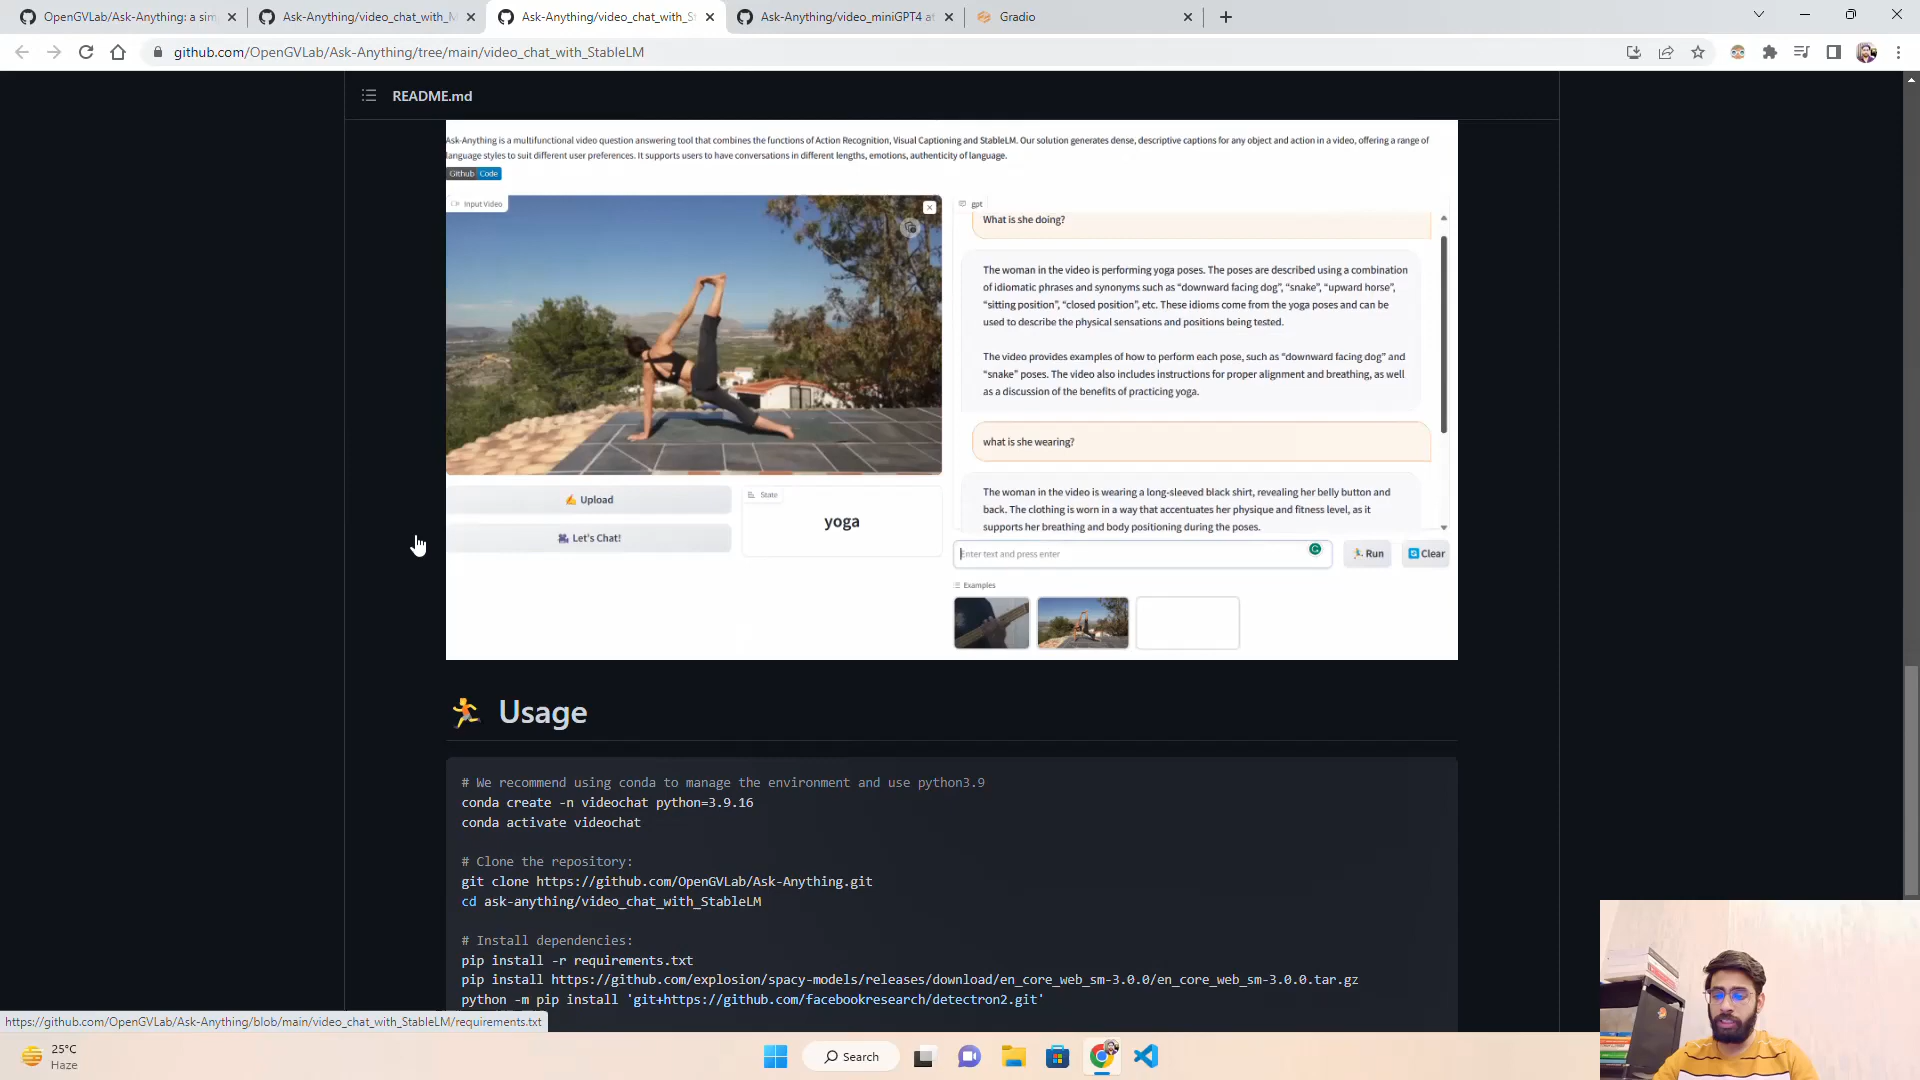 OpenGVLab/Ask-Anything: a sim
Ask-Anything/video_chat_with_M
Ask-Anything/video_chat_with_S
Ask-Anything/video_miniGPT4 at
Gradio
github.com/OpenGVLab/Ask-Anything/tree/main/video_chat_with_StableLM
README.md
Ask-Anything is a multifunctional video question answering tool that combines the functions of Action Recognition, Visual Captioning and StableLM. Our solution generates dense, descriptive captions for any object and action in a video, offering a range of
language styles to suit different user preferences. It supports users to have conversations in different lengths, emotions, authenticity of language.
Github Code
Input Video
gpt
What is she doing?
The woman in the video is performing yoga poses. The poses are described using a combination
of idiomatic phrases and synonyms such as “downward facing dog”, “snake”, “upward horse”,
“sitting position”, “closed position”, etc. These idioms come from the yoga poses and can be
used to describe the physical sensations and positions being tested.
The video provides examples of how to perform each pose, such as “downward facing dog” and
“snake” poses. The video also includes instructions for proper alignment and breathing, as well
as a discussion of the benefits of practicing yoga.
what is she wearing?
The woman in the video is wearing a long-sleeved black shirt, revealing her belly button and
back. The clothing is worn in a way that accentuates her physique and fitness level, as it
supports her breathing and body positioning during the poses.
Upload
State
yoga
Let's Chat!
Enter text and press enter
Run
Clear
Examples
Usage
# We recommend using conda to manage the environment and use python3.9
conda create -n videochat python=3.9.16
conda activate videochat
# Clone the repository:
git clone https://github.com/OpenGVLab/Ask-Anything.git
cd ask-anything/video_chat_with_StableLM
# Install dependencies:
pip install -r requirements.txt
pip install https://github.com/explosion/spacy-models/releases/download/en_core_web_sm-3.0.0/en_core_web_sm-3.0.0.tar.gz
python -m pip install 'git+https://github.com/facebookresearch/detectron2.git'
https://github.com/OpenGVLab/Ask-Anything/blob/main/video_chat_with_StableLM/requirements.txt
25°C
Haze
Search